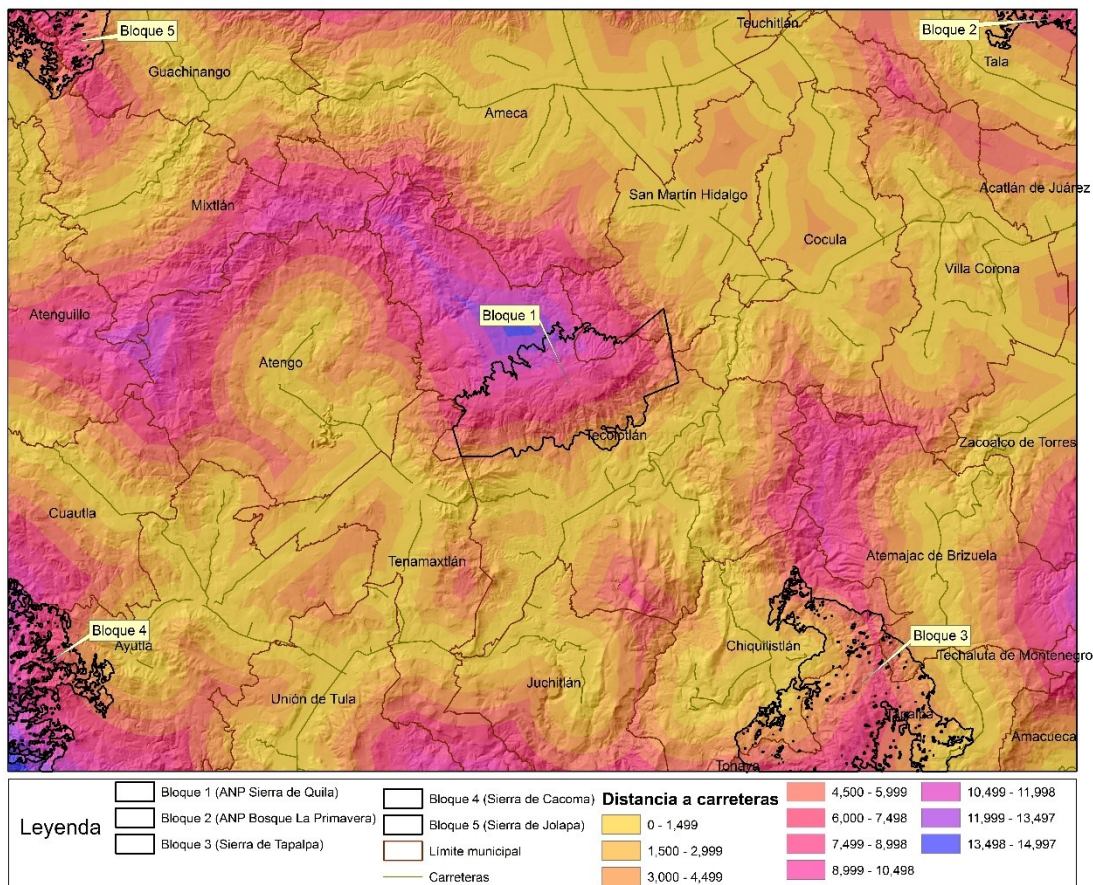 Bloque 5
Teuchitlán
Bloque 2
Guachinango
Tala
Ameca
Mixtlán
San Martín Hidalgo
Acatlán de Juárez
Cocula
Villa Corona
Atenguillo
Bloque 1
Atengo
Tecolotlán
Zacoalco de Torres
Cuautla
Tenamaxtlán
Atemajac de Brizuela
Bloque 4
Ayutla
Chiquilistlán
Bloque 3
Techaluta de Montenegro
Unión de Tula
Juchitlán
Tapalpa
Amacueca
Tonaya
Leyenda
Bloque 1 (ANP Sierra de Quila)
Bloque 2 (ANP Bosque La Primavera)
Bloque 3 (Sierra de Tapalpa)
Bloque 4 (Sierra de Cacoma)
Bloque 5 (Sierra de Jolapa)
Límite municipal
Carreteras
Distancia a carreteras
0 - 1,499
1,500 - 2,999
3,000 - 4,499
4,500 - 5,999
6,000 - 7,498
7,499 - 8,998
8,999 - 10,498
10,499 - 11,998
11,999 - 13,497
13,498 - 14,997